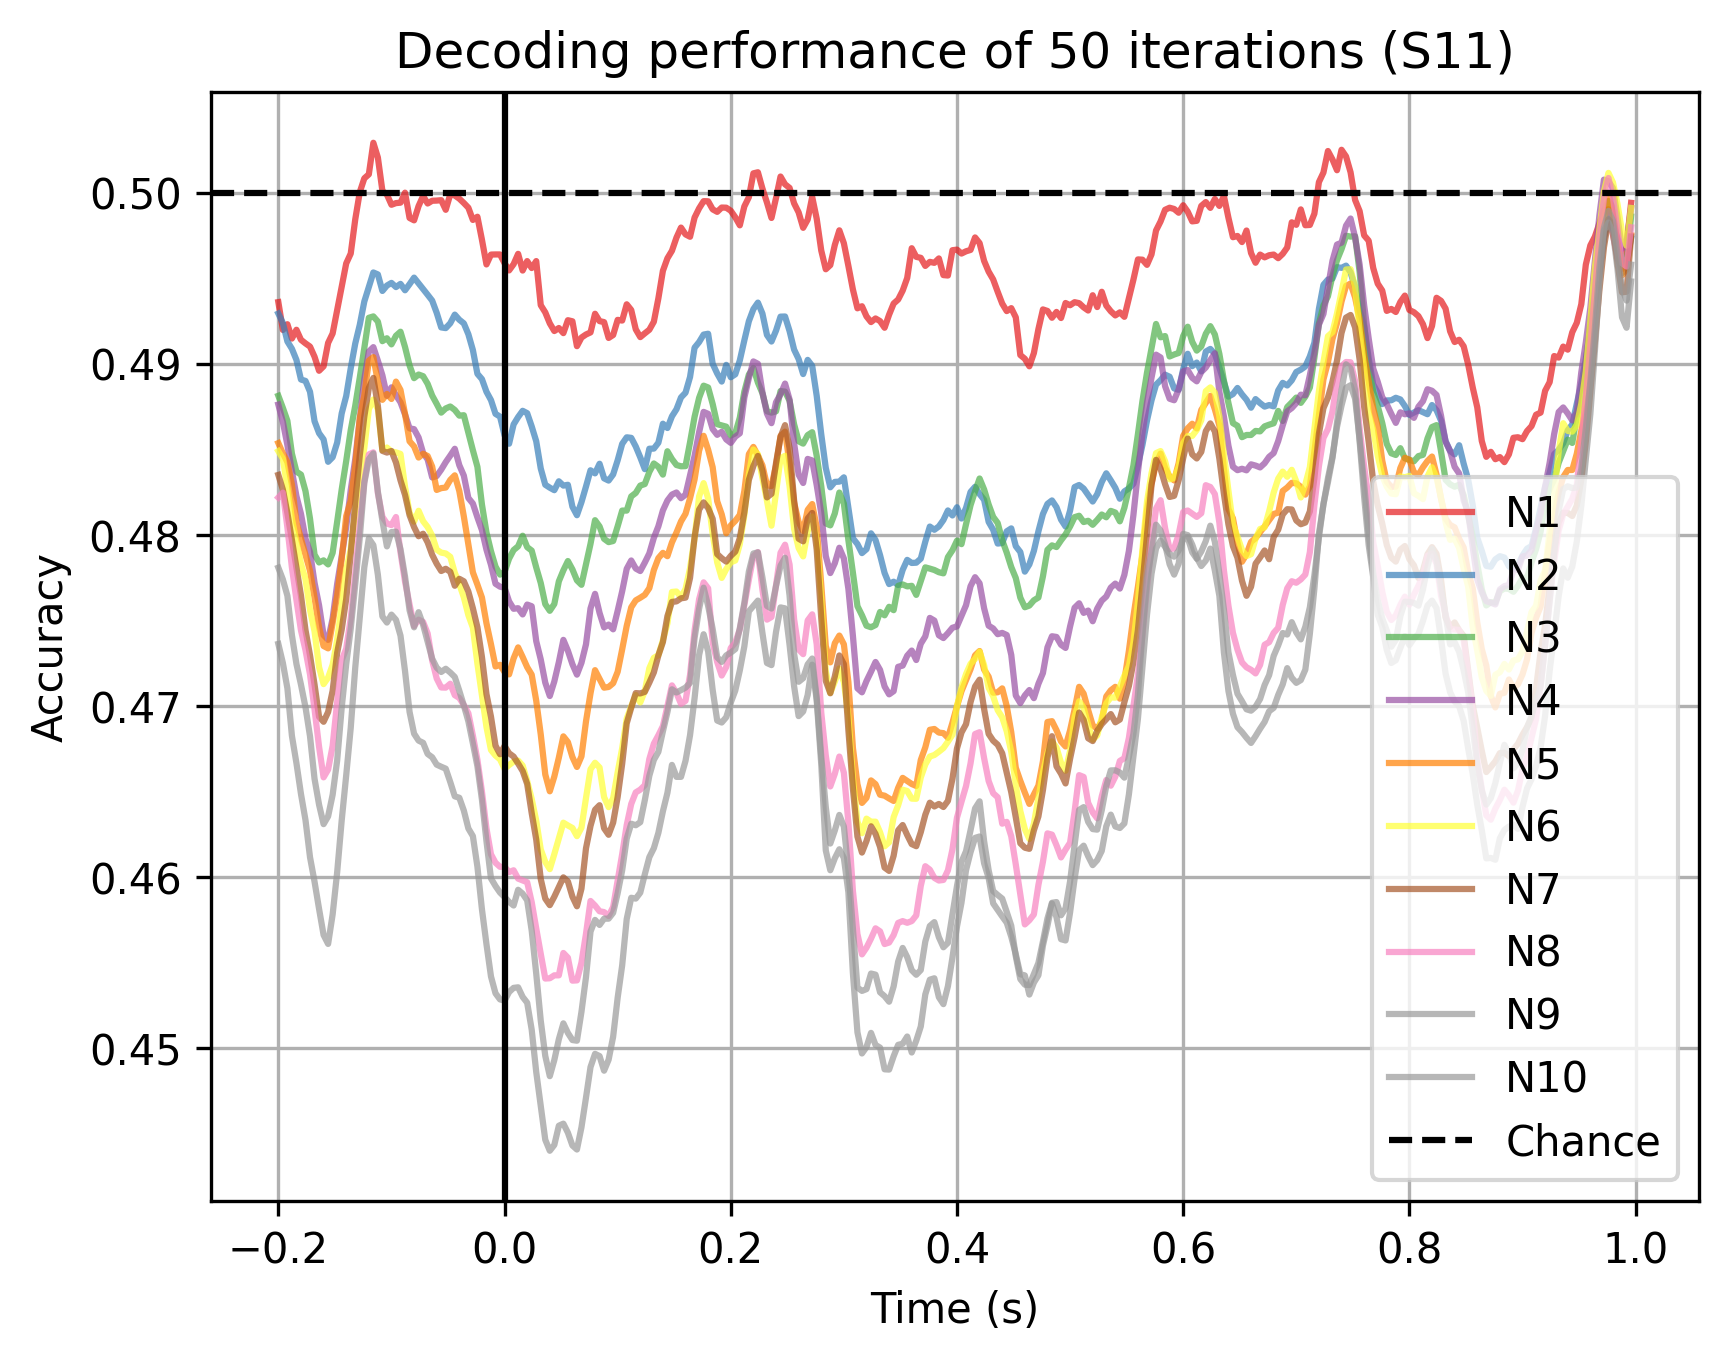 Decoding performance of 50 iterations (S11)
0.50
0.49
0.48
0.47
0.46
0.45
Accuracy
−0.2
0.0
0.2
0.4
0.6
0.8
1.0
Time (s)
N1
N2
N3
N4
N5
N6
N7
N8
N9
N10
Chance